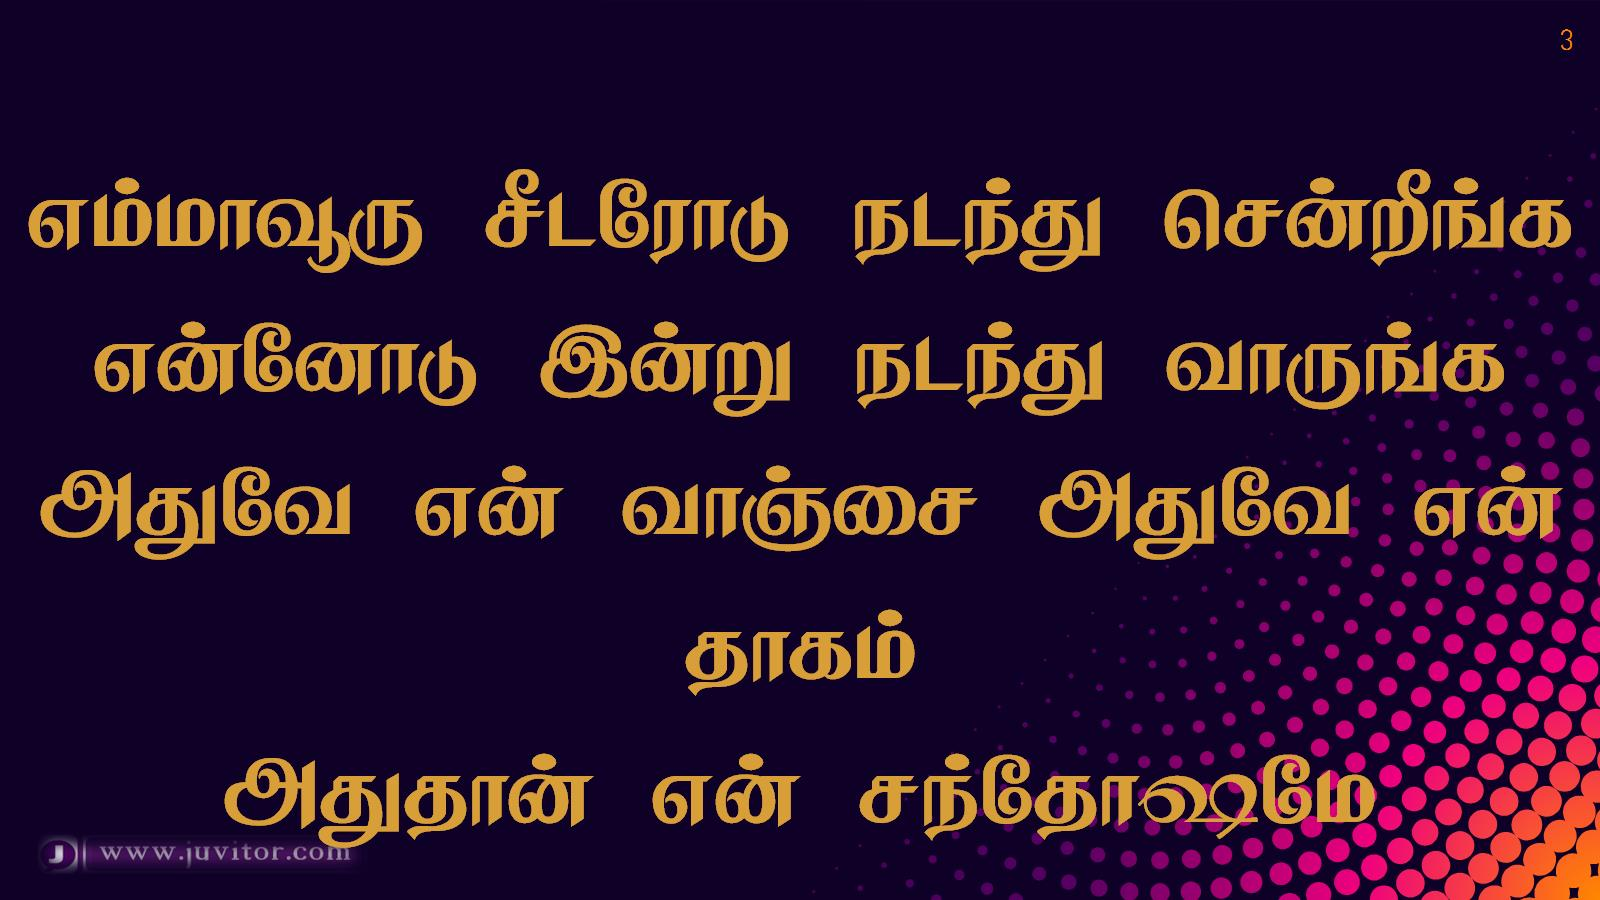 3
எம்மாவூரு சீடரோடு நடந்து சென்றீங்க
என்னோடு இன்று நடந்து வாருங்க
அதுவே என் வாஞ்சை அதுவே என்
தாகம்
அதுதான் என் சந்தோஷமே
J www.juvitor.com